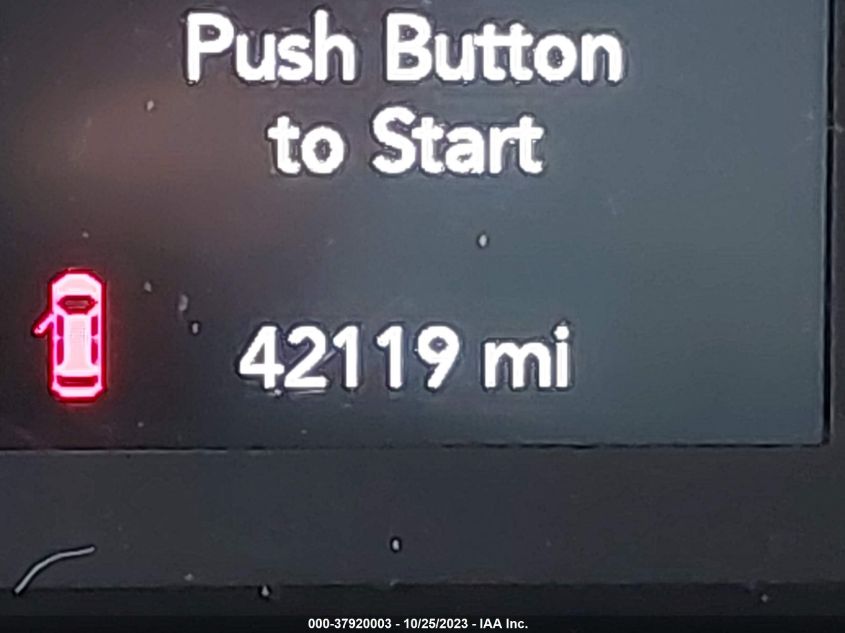 Push Button
to Start
42119 mi
000-37920003 - 10/25/2023 - IAA Inc.